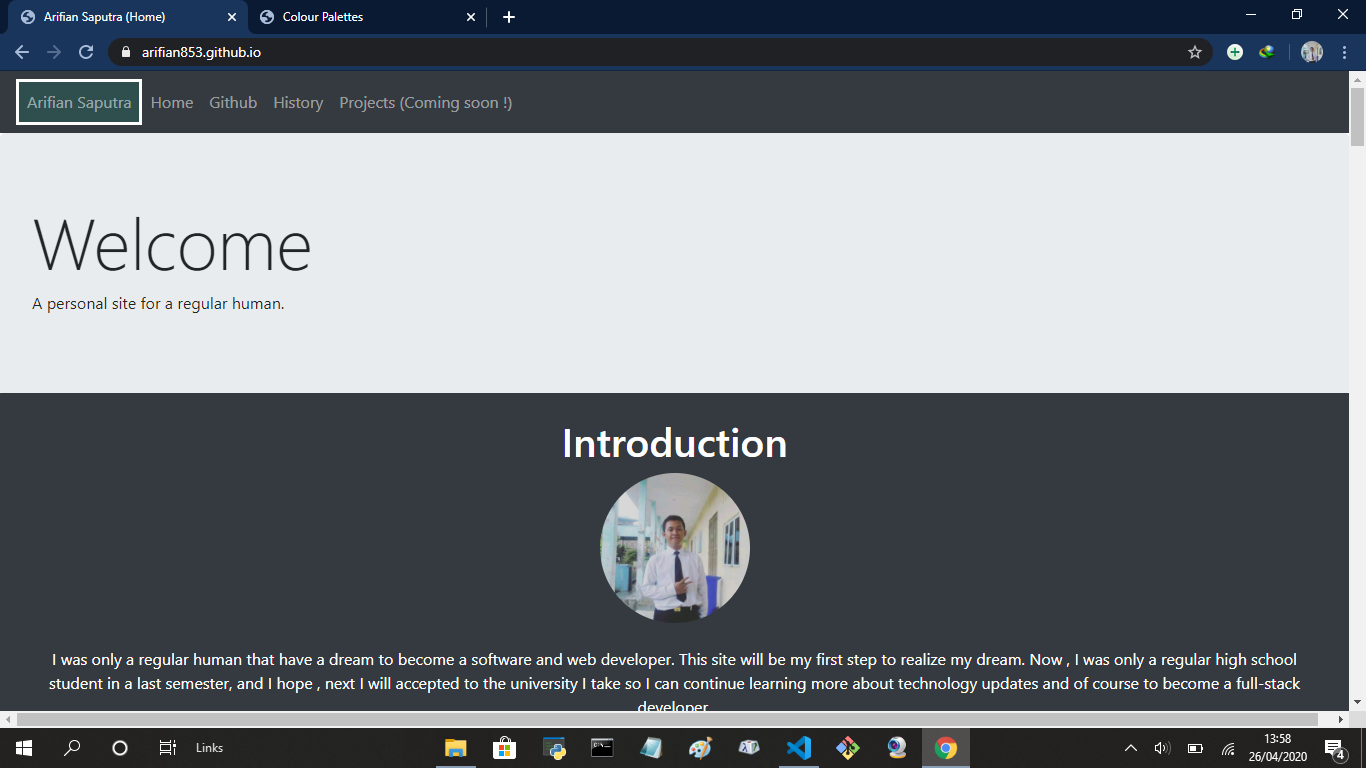 Arifian Saputra (Home)
Colour Palettes
arifian853.github.io
Arifian Saputra Home Github History Projects (Coming soon !)
Welcome
A personal site for a regular human.
Introduction
I was only a regular human that have a dream to become a software and web developer. This site will be my first step to realize my dream. Now , I was only a regular high school
student in a last semester, and I hope , next I will accepted to the university I take so I can continue learning more about technology updates and of course to become a full-stack
developer
Links
13:58
26/04/2020
4